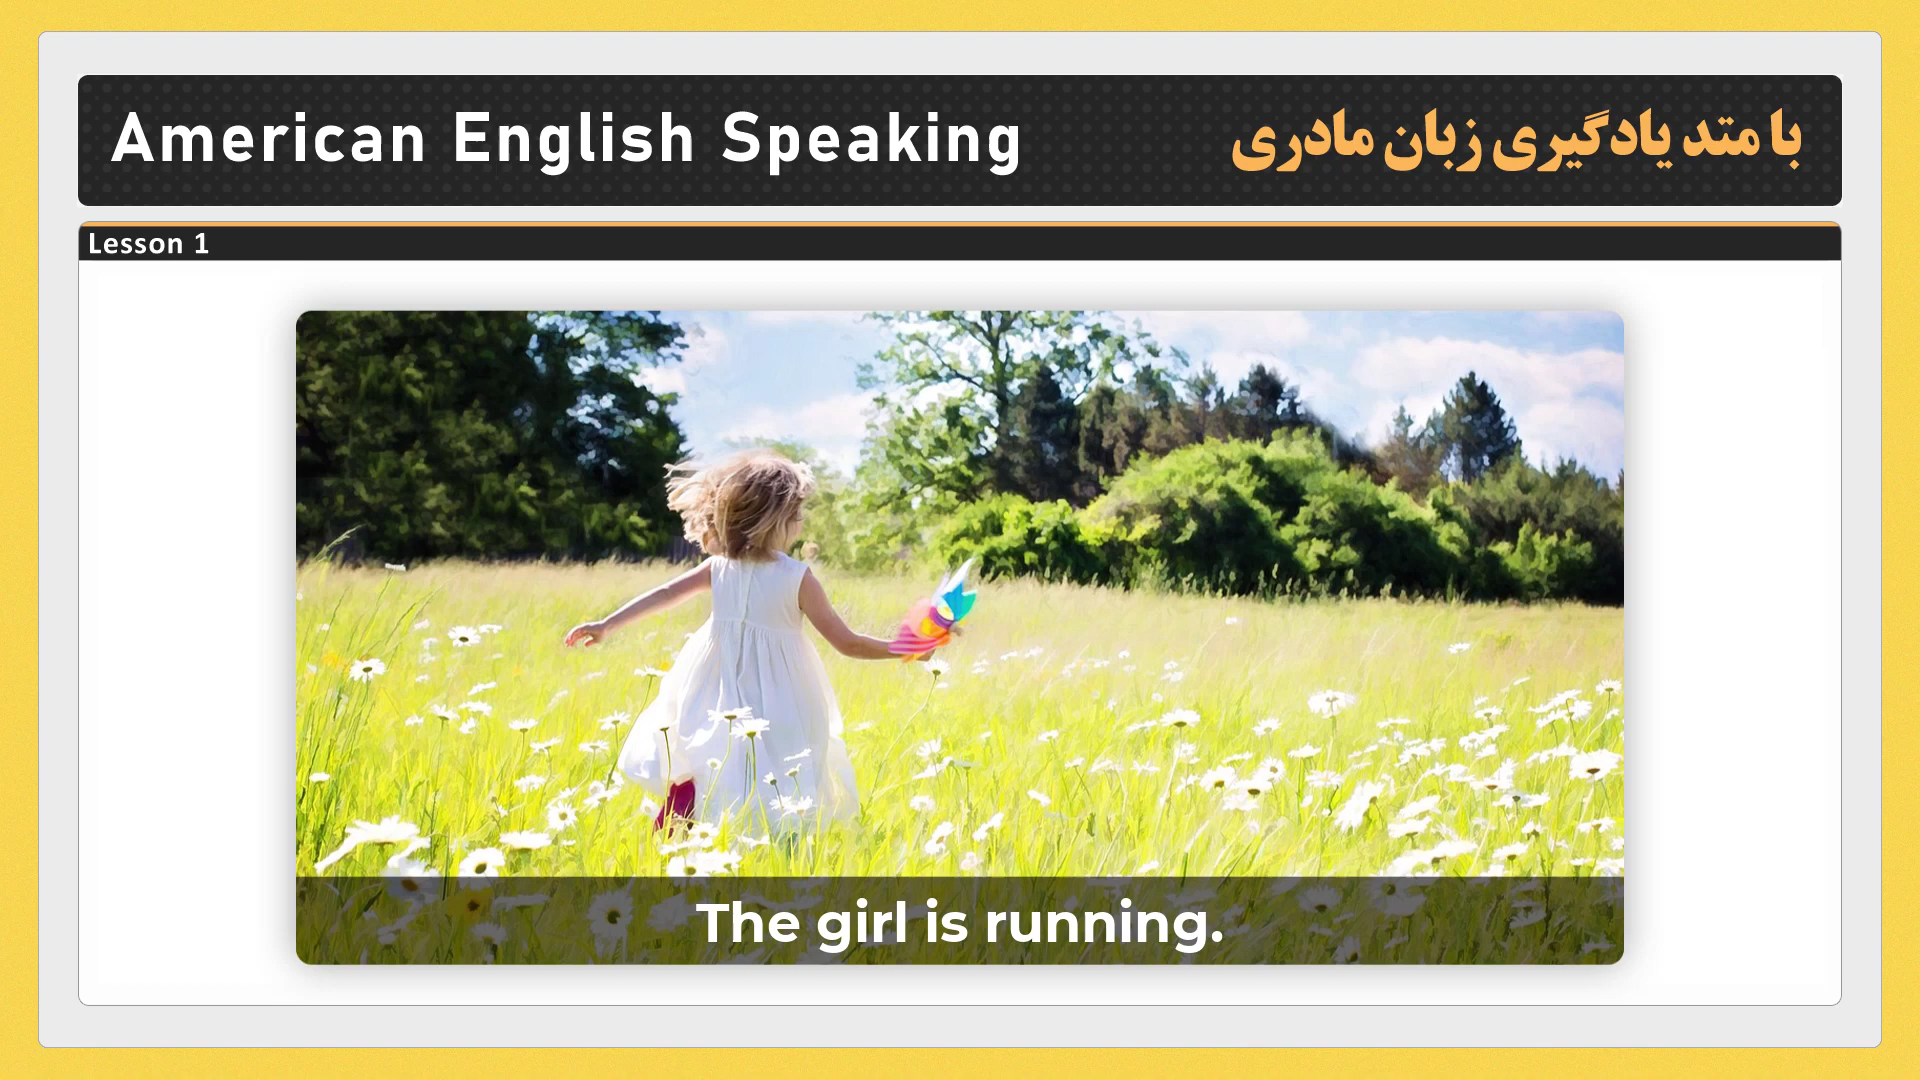 American English Speaking
با متد یادگیری زبان مادری
Lesson 1
The girl is running.